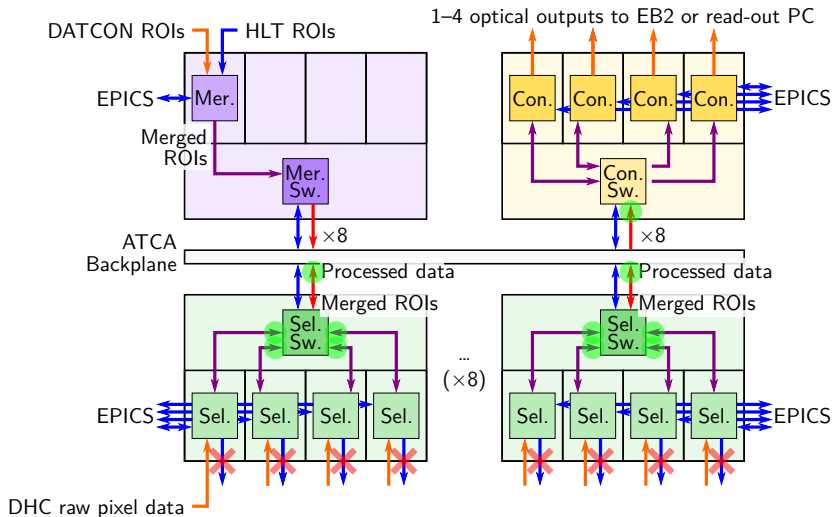 1–4 optical outputs to EB2 or read-out PC
DATCON ROIs
HLT ROIs
EPICS
Mer.
Con.
Con.
Con.
Con.
EPICS
Merged
ROIs
Mer.
Sw.
Con.
Sw.
×8
×8
ATCA
Backplane
Processed data
Processed data
Merged ROIs
Merged ROIs
Sel.
Sw.
Sel.
Sw.
...
(×8)
EPICS
Sel.
Sel.
Sel.
Sel.
Sel.
Sel.
Sel.
Sel.
EPICS
DHC raw pixel data